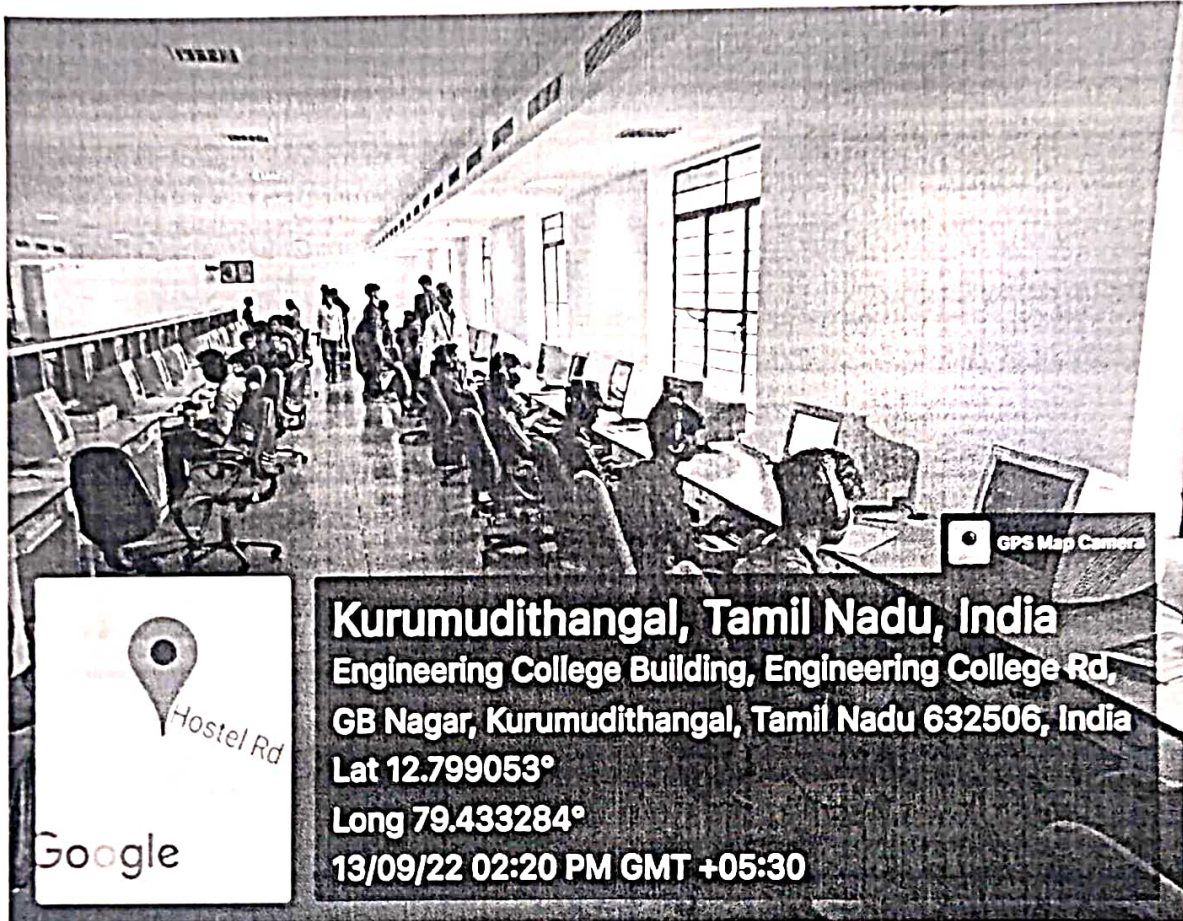 GPS Map Camera
Hostel Rd
Google
Kurumudithangal, Tamil Nadu, India
Engineering College Building, Engineering College Rd,
GB Nagar, Kurumudithangal, Tamil Nadu 632506, India
Lat 12.799053°
Long 79.433284°
13/09/22 02:20 PM GMT +05:30